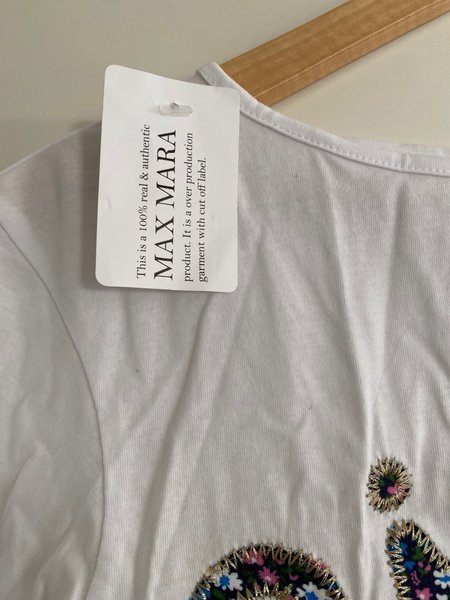 This is a 100% real & authentic
MAX MARA
product. It is a over production
garment with cut off label.